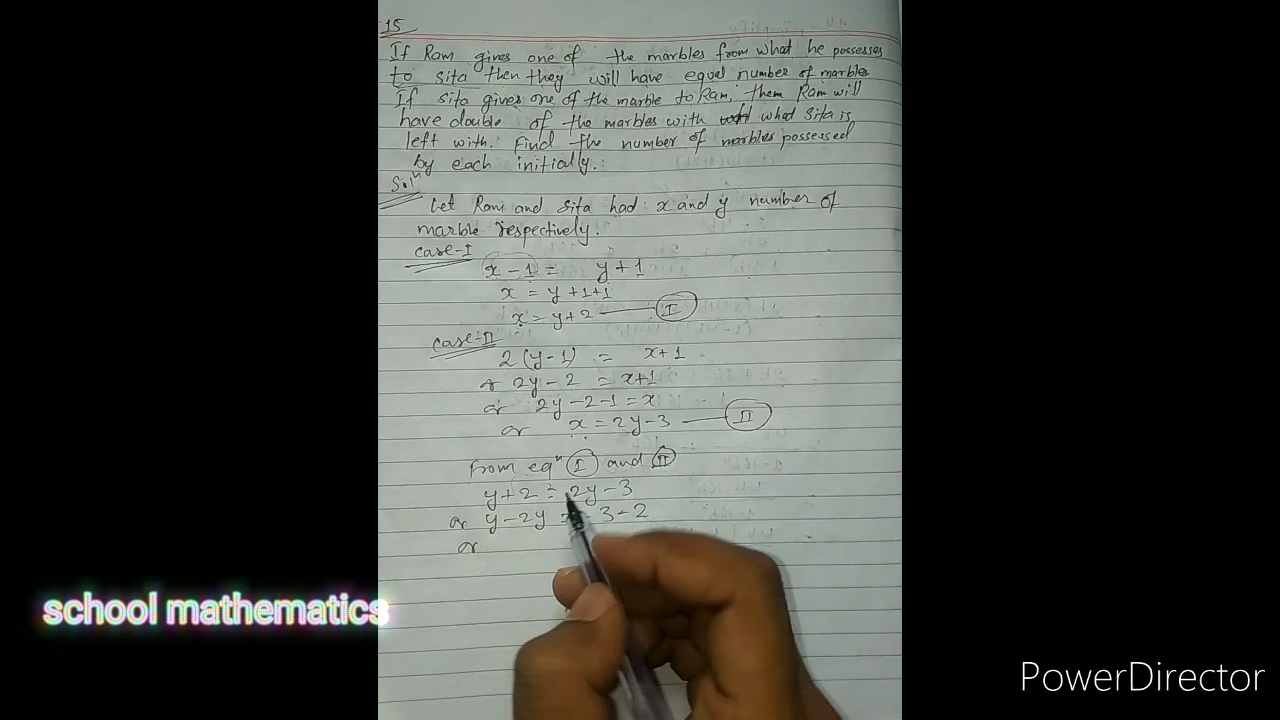 15
If Ram gives one of the marbles from what he possesses
to Sita then they will have equal number of marbles
If Sita gives one of the marble to Ram, them Ram will
have double of the marbles with what Sita is
left with. Find the number of marbles possessed
by each initially.
Solⁿ
Let Ram and Sita had x and y number of
marble respectively.
Case-I
x - 1 = y + 1
x = y + 1 + 1
x = y + 2 — I
Case-II
2 (y - 1) = x + 1
or 2y - 2 = x + 1
or 2y - 2 - 1 = x
or x = 2y - 3 — II
From eqⁿ I and II
y + 2 = 2y - 3
or y - 2y = - 3 - 2
or
school mathematics
PowerDirector